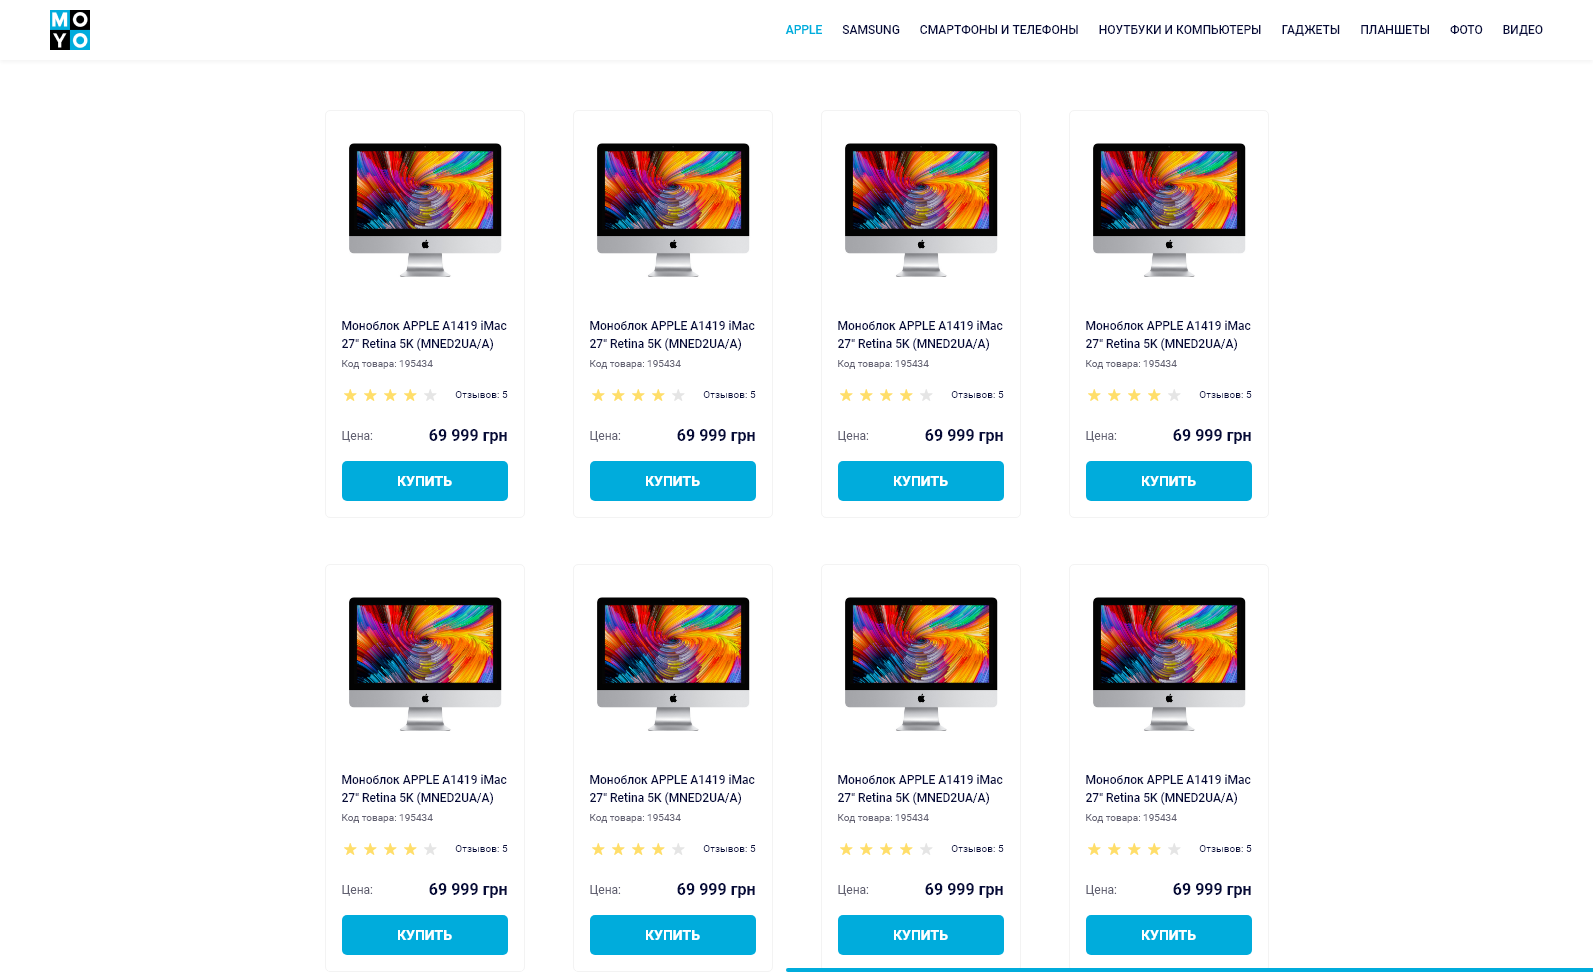 MO
YO
APPLE SAMSUNG СМАРТФОНЫ И ТЕЛЕФОНЫ НОУТБУКИ И КОМПЬЮТЕРЫ ГАДЖЕТЫ ПЛАНШЕТЫ ФОТО ВИДЕО
Моноблок APPLE A1419 iMac
27" Retina 5K (MNED2UA/A)
Код товара: 195434
Отзывов: 5
Цена: 69 999 грн
КУПИТЬ
Моноблок APPLE A1419 iMac
27" Retina 5K (MNED2UA/A)
Код товара: 195434
Отзывов: 5
Цена: 69 999 грн
КУПИТЬ
Моноблок APPLE A1419 iMac
27" Retina 5K (MNED2UA/A)
Код товара: 195434
Отзывов: 5
Цена: 69 999 грн
КУПИТЬ
Моноблок APPLE A1419 iMac
27" Retina 5K (MNED2UA/A)
Код товара: 195434
Отзывов: 5
Цена: 69 999 грн
КУПИТЬ
Моноблок APPLE A1419 iMac
27" Retina 5K (MNED2UA/A)
Код товара: 195434
Отзывов: 5
Цена: 69 999 грн
КУПИТЬ
Моноблок APPLE A1419 iMac
27" Retina 5K (MNED2UA/A)
Код товара: 195434
Отзывов: 5
Цена: 69 999 грн
КУПИТЬ
Моноблок APPLE A1419 iMac
27" Retina 5K (MNED2UA/A)
Код товара: 195434
Отзывов: 5
Цена: 69 999 грн
КУПИТЬ
Моноблок APPLE A1419 iMac
27" Retina 5K (MNED2UA/A)
Код товара: 195434
Отзывов: 5
Цена: 69 999 грн
КУПИТЬ